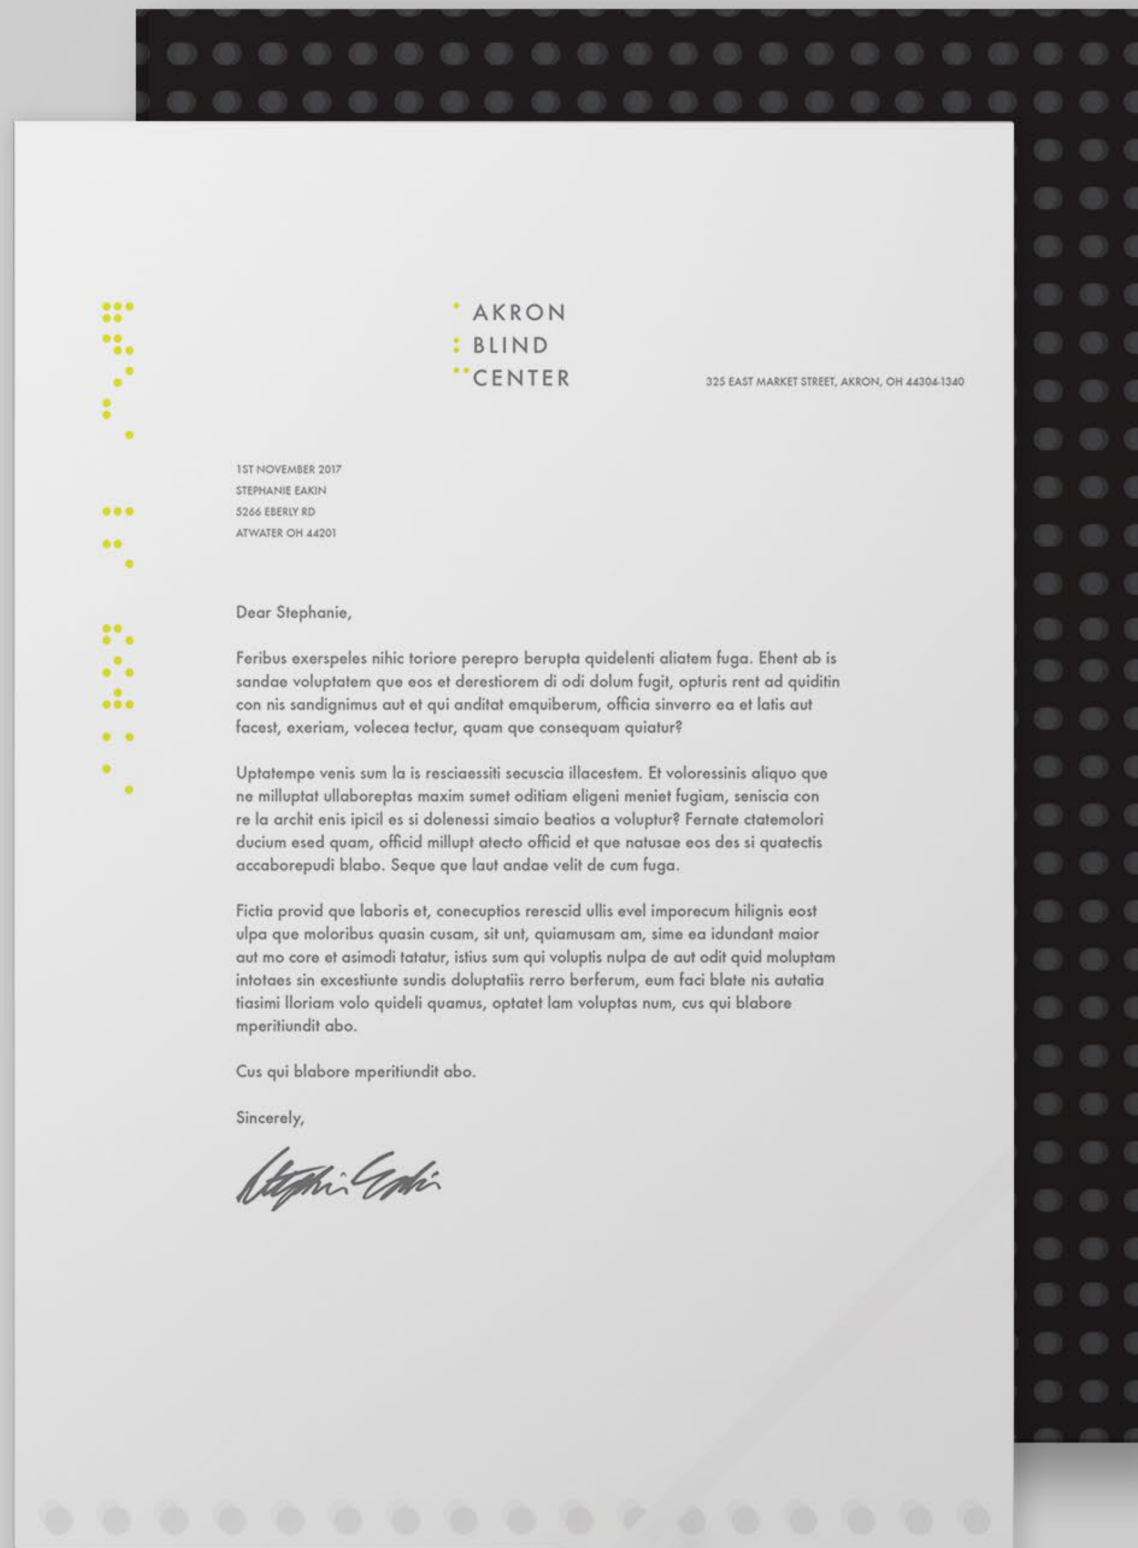 AKRON
BLIND
CENTER
325 EAST MARKET STREET, AKRON, OH 44304-1340
1ST NOVEMBER 2017
STEPHANIE EAKIN
5266 EBERLY RD
ATWATER OH 44201
Dear Stephanie,
Feribus exerspeles nihic toriore perepro berupta quidelenti aliatem fuga. Ehent ab is
sandae voluptatem que eos et derestiorem di odi dolum fugit, opturis rent ad quiditin
con nis sandignimus aut et qui anditat emquiberum, officia sinverro ea et latis aut
facest, exeriam, volecea tectur, quam que consequam quiatur?
Uptatempe venis sum la is resciaessiti secuscia illacestem. Et voloressinis aliquo que
ne milluptat ullaboreptas maxim sumet oditiam eligeni meniet fugiam, seniscia con
re la archit enis ipicil es si dolenessi simaio beatios a voluptur? Fernate ctatemolori
ducium esed quam, officid millupt atecto officid et que natusae eos des si quatectis
accaborepudi blabo. Seque que laut andae velit de cum fuga.
Fictia provid que laboris et, conecuptios rerescid ullis evel imporecum hilignis eost
ulpa que moloribus quasin cusam, sit unt, quiamusam am, sime ea idundant maior
aut mo core et asimodi tatatur, istius sum qui voluptis nulpa de aut odit quid moluptam
intotaes sin excestiunte sundis doluptatiis rerro berferum, eum faci blate nis autatia
tiasimi lloriam volo quideli quamus, optatet lam voluptas num, cus qui blabore
mperitiundit abo.
Cus qui blabore mperitiundit abo.
Sincerely,
Stephanie Eakin